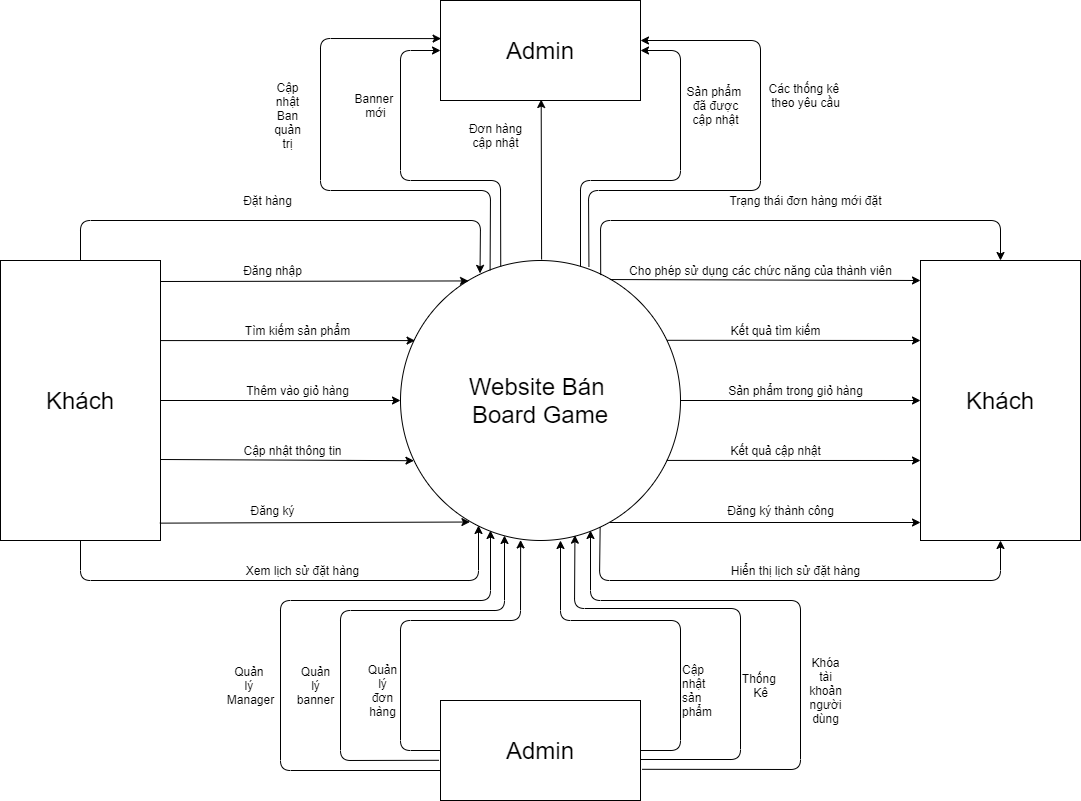 Admin
Cập
nhật
Ban
quản
trị
Banner
mới
Đơn hàng
cập nhật
Sản phẩm
đã được
cập nhật
Các thống kê
theo yêu cầu
Đặt hàng
Trạng thái đơn hàng mới đặt
Đăng nhập
Cho phép sử dụng các chức năng của thành viên
Tìm kiếm sản phẩm
Kết quả tìm kiếm
Khách
Thêm vào giỏ hàng
Website Bán
Board Game
Sản phẩm trong giỏ hàng
Khách
Cập nhật thông tin
Kết quả cập nhật
Đăng ký
Đăng ký thành công
Xem lịch sử đặt hàng
Hiển thị lịch sử đặt hàng
Quản
lý
Manager
Quản
lý
banner
Quản
lý
đơn
hàng
Cập
nhật
sản
phẩm
Thống
Kê
Khóa
tài
khoản
người
dùng
Admin